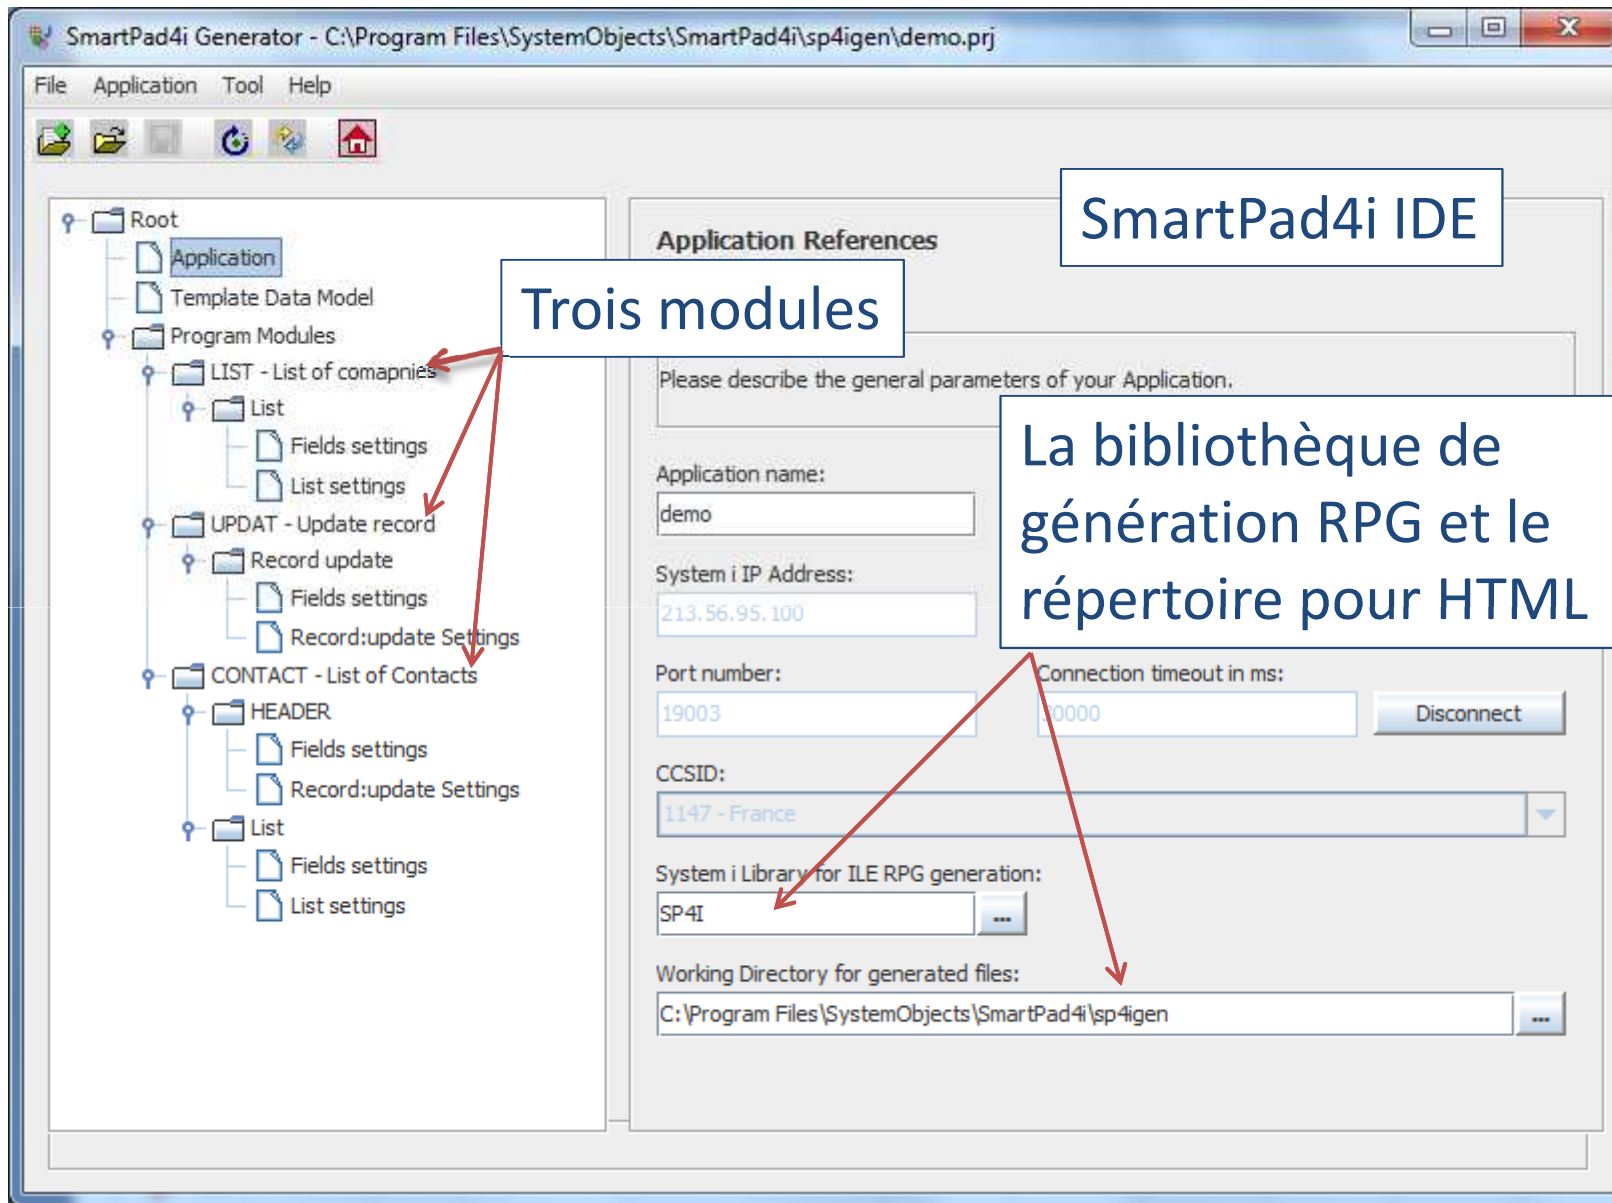 SmartPad4i Generator - C:\Program Files\SystemObjects\SmartPad4i\sp4igen\demo.prj
File Application Tool Help
SmartPad4i IDE
Root
Application
Template Data Model
Program Modules
LIST - List of comapnies
List
Fields settings
List settings
UPDAT - Update record
Record update
Fields settings
Record:update Settings
CONTACT - List of Contacts
HEADER
Fields settings
Record:update Settings
List
Fields settings
List settings
Trois modules
Application References
Please describe the general parameters of your Application.
La bibliothèque de
génération RPG et le
répertoire pour HTML
Application name:
demo
System i IP Address:
213.56.95.100
Port number:
19003
Connection timeout in ms:
30000
Disconnect
CCSID:
1147 - France
System i Library for ILE RPG generation:
SP4I
...
Working Directory for generated files:
C:\Program Files\SystemObjects\SmartPad4i\sp4igen
...